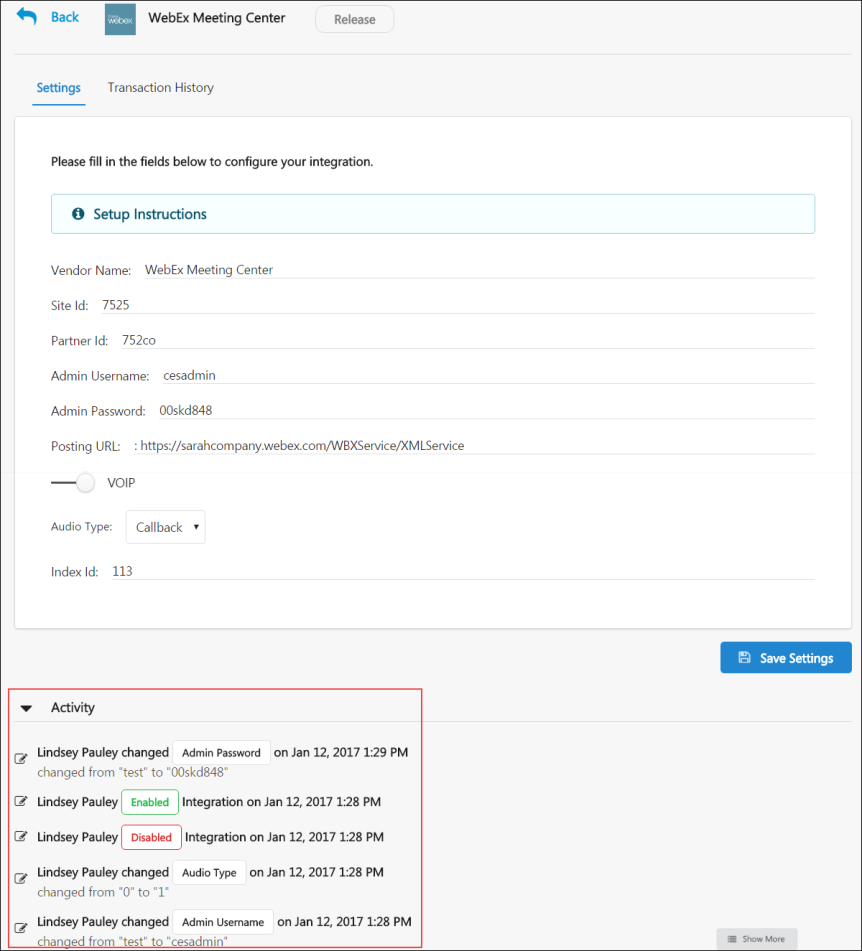 Back
webex
WebEx Meeting Center
Release
Settings
Transaction History
Please fill in the fields below to configure your integration.
Setup Instructions
Vendor Name: WebEx Meeting Center
Site Id: 7525
Partner Id: 752co
Admin Username: cesadmin
Admin Password: 00skd848
Posting URL: : https://sarahcompany.webex.com/WBXService/XMLService
VOIP
Audio Type: Callback
Index Id: 113
Save Settings
Activity
Lindsey Pauley changed Admin Password on Jan 12, 2017 1:29 PM
changed from "test" to "00skd848"
Lindsey Pauley Enabled Integration on Jan 12, 2017 1:28 PM
Lindsey Pauley Disabled Integration on Jan 12, 2017 1:28 PM
Lindsey Pauley changed Audio Type on Jan 12, 2017 1:28 PM
changed from "0" to "1"
Lindsey Pauley changed Admin Username on Jan 12, 2017 1:28 PM
changed from "test" to "cesadmin"
Show More